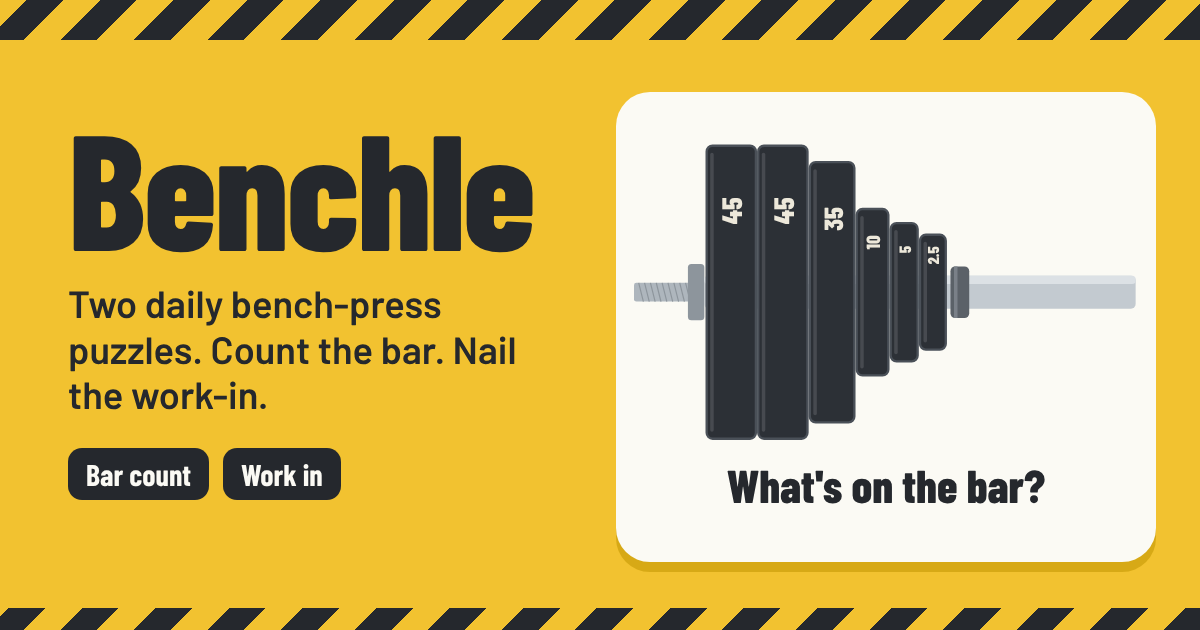 Benchle
Two daily bench-press
puzzles. Count the bar. Nail
the work-in.
Bar count
Work in
45
45
35
10
5
2.5
What's on the bar?